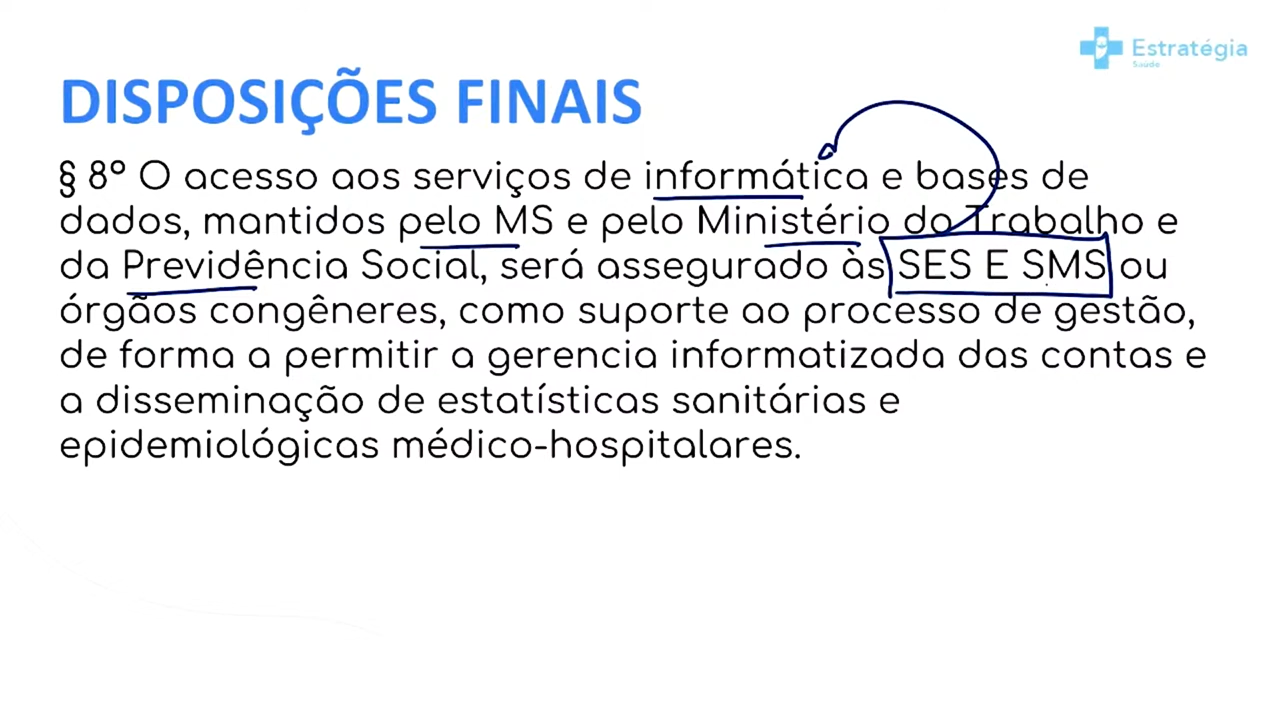 Estratégia
Saúde
DISPOSIÇÕES FINAIS
§ 8º O acesso aos serviços de informática e bases de
dados, mantidos pelo MS e pelo Ministério do Trabalho e
da Previdência Social, será assegurado às SES E SMS ou
órgãos congêneres, como suporte ao processo de gestão,
de forma a permitir a gerencia informatizada das contas e
a disseminação de estatísticas sanitárias e
epidemiológicas médico-hospitalares.